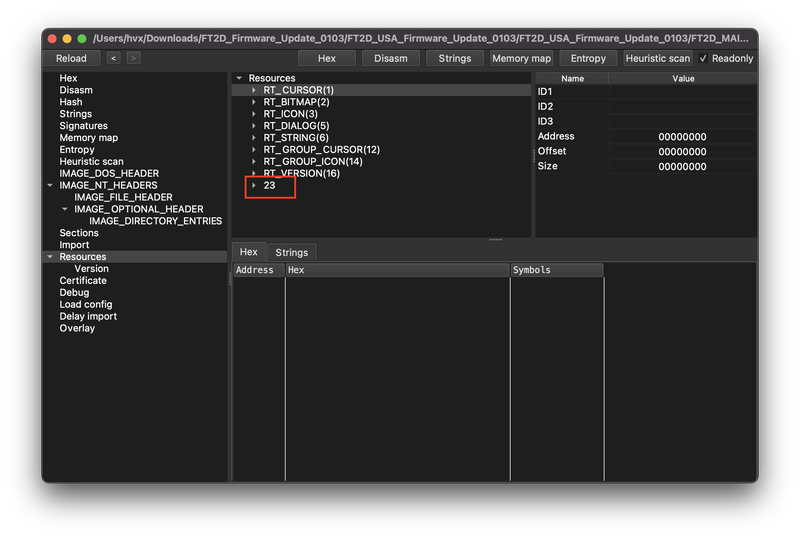 /Users/hvx/Downloads/FT2D_Firmware_Update_0103/FT2D_USA_Firmware_Update_0103/FT2D_USA_Firmware_Update_0103/FT2D_MAI...
Reload < > Hex Disasm Strings Memory map Entropy Heuristic scan ✓ Readonly
Hex
Disasm
Hash
Strings
Signatures
Memory map
Entropy
Heuristic scan
IMAGE_DOS_HEADER
IMAGE_NT_HEADERS
IMAGE_FILE_HEADER
IMAGE_OPTIONAL_HEADER
IMAGE_DIRECTORY_ENTRIES
Sections
Import
Resources
Version
Certificate
Debug
Load config
Delay import
Overlay
Resources
RT_CURSOR(1)
RT_BITMAP(2)
RT_ICON(3)
RT_DIALOG(5)
RT_STRING(6)
RT_GROUP_CURSOR(12)
RT_GROUP_ICON(14)
RT_VERSION(16)
23
Name Value
ID1
ID2
ID3
Address 00000000
Offset 00000000
Size 00000000
Hex Strings
Address Hex Symbols